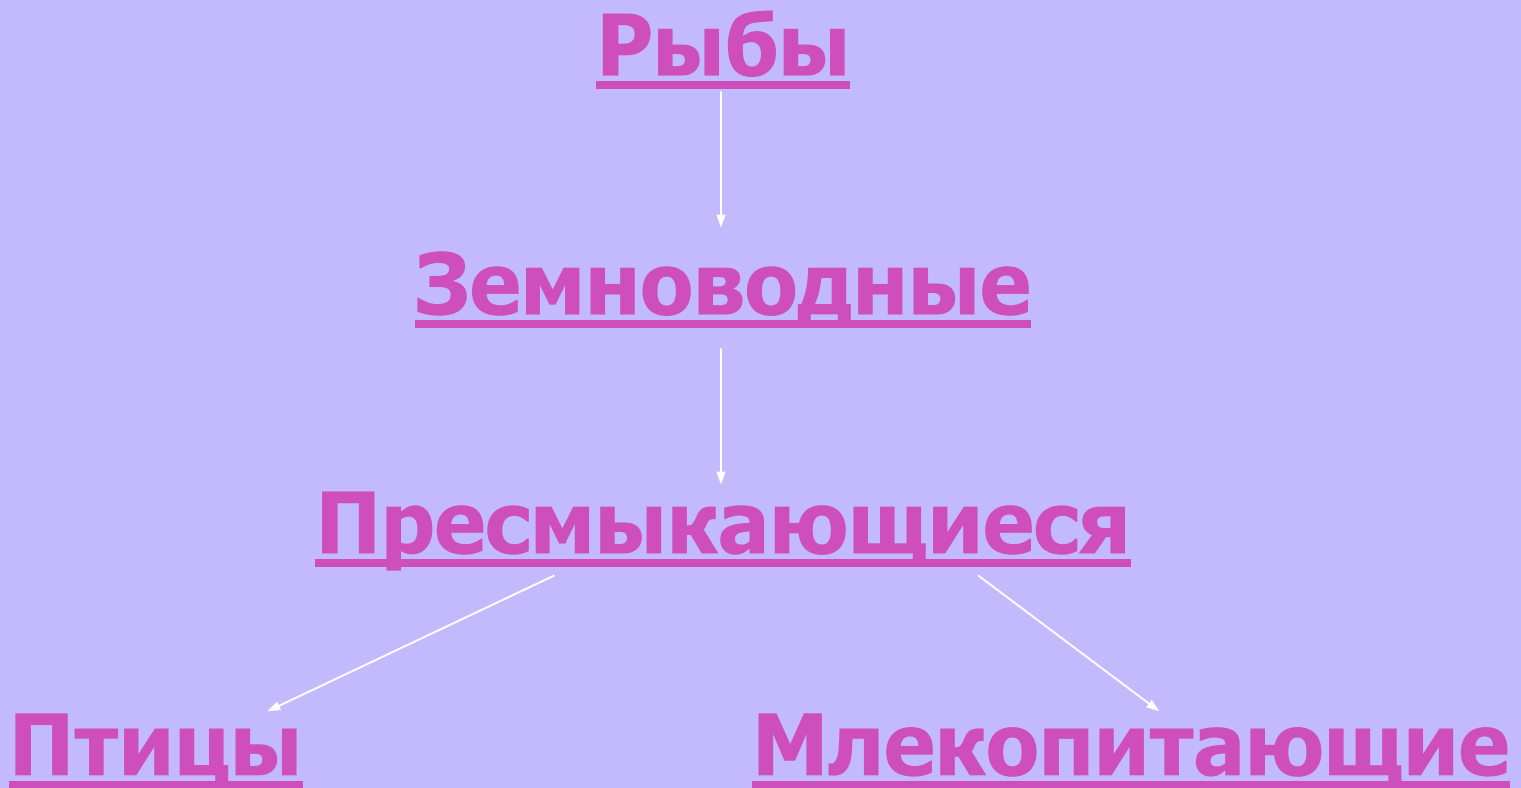 Рыбы
Земноводные
Пресмыкающиеся
Птицы
Млекопитающие